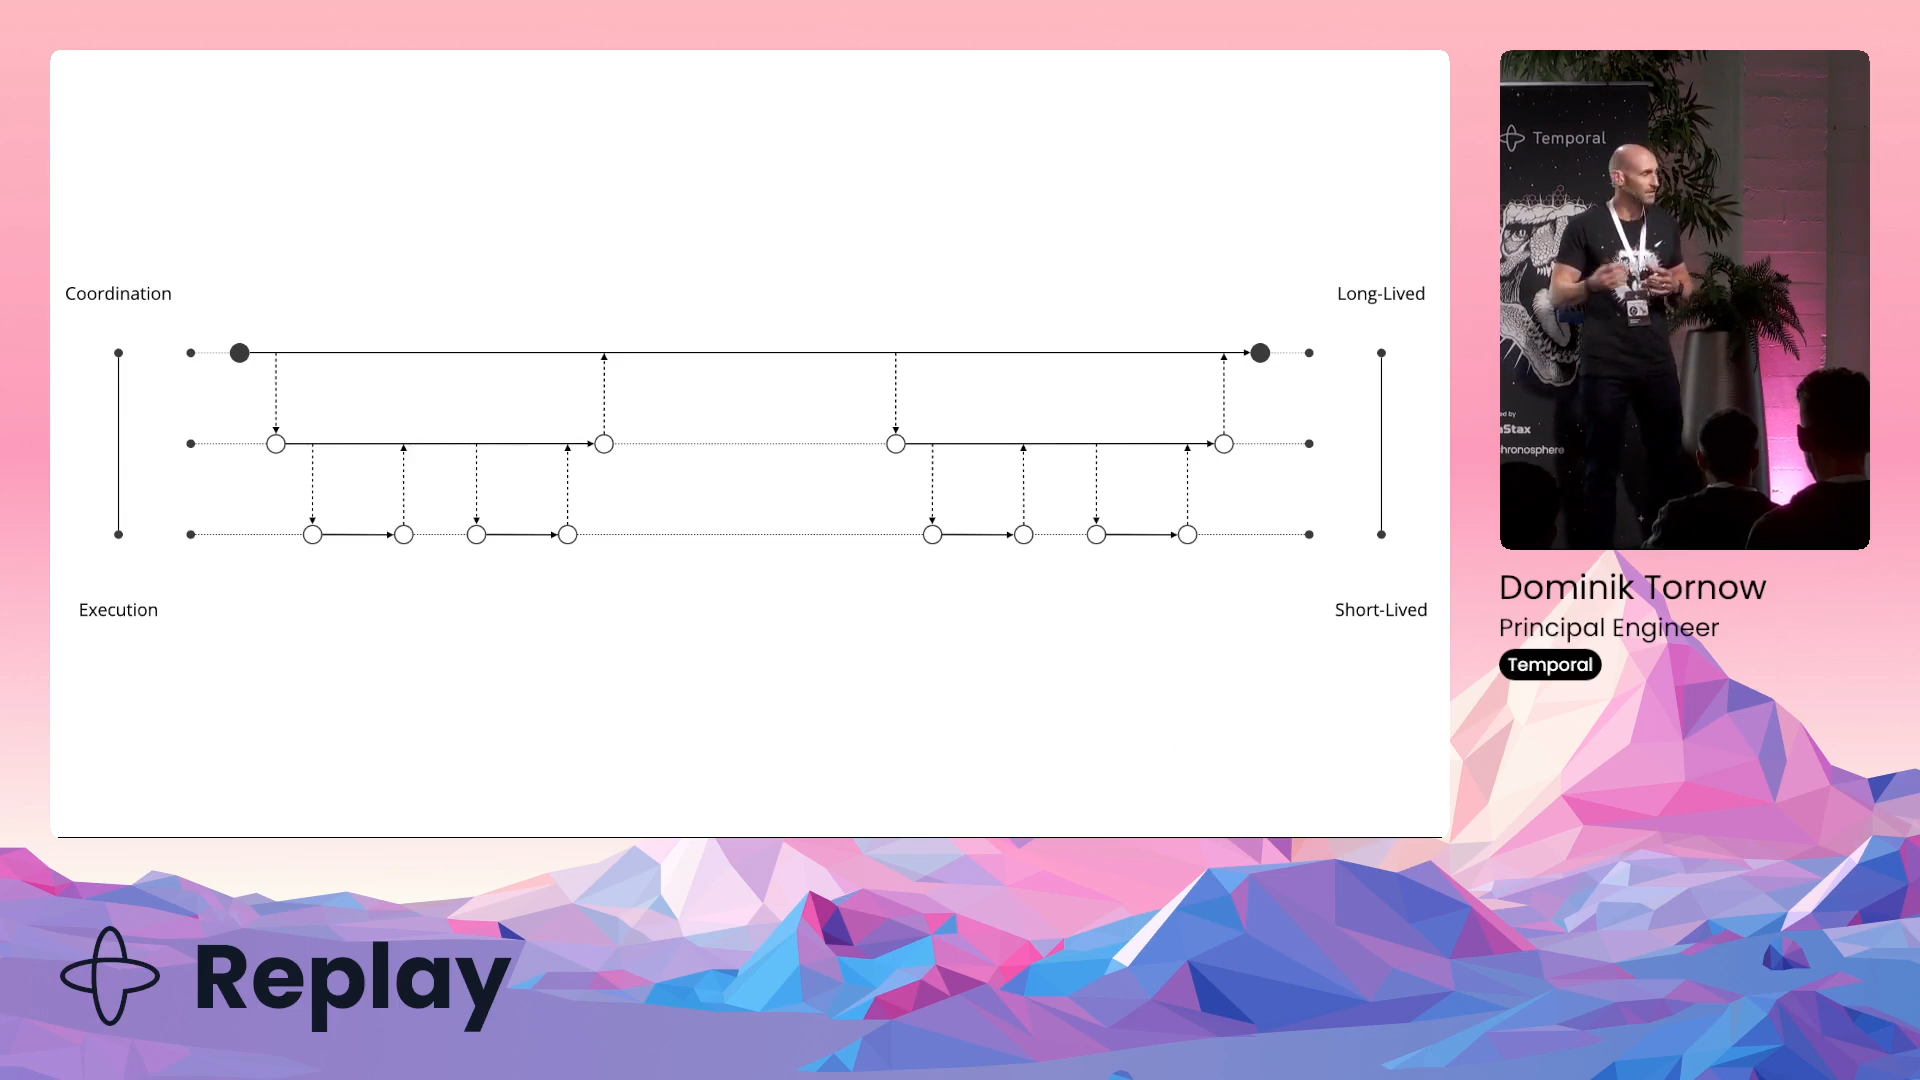 Coordination
Long-Lived
Execution
Short-Lived
Temporal
Dominik Tornow
Principal Engineer
Temporal
Replay